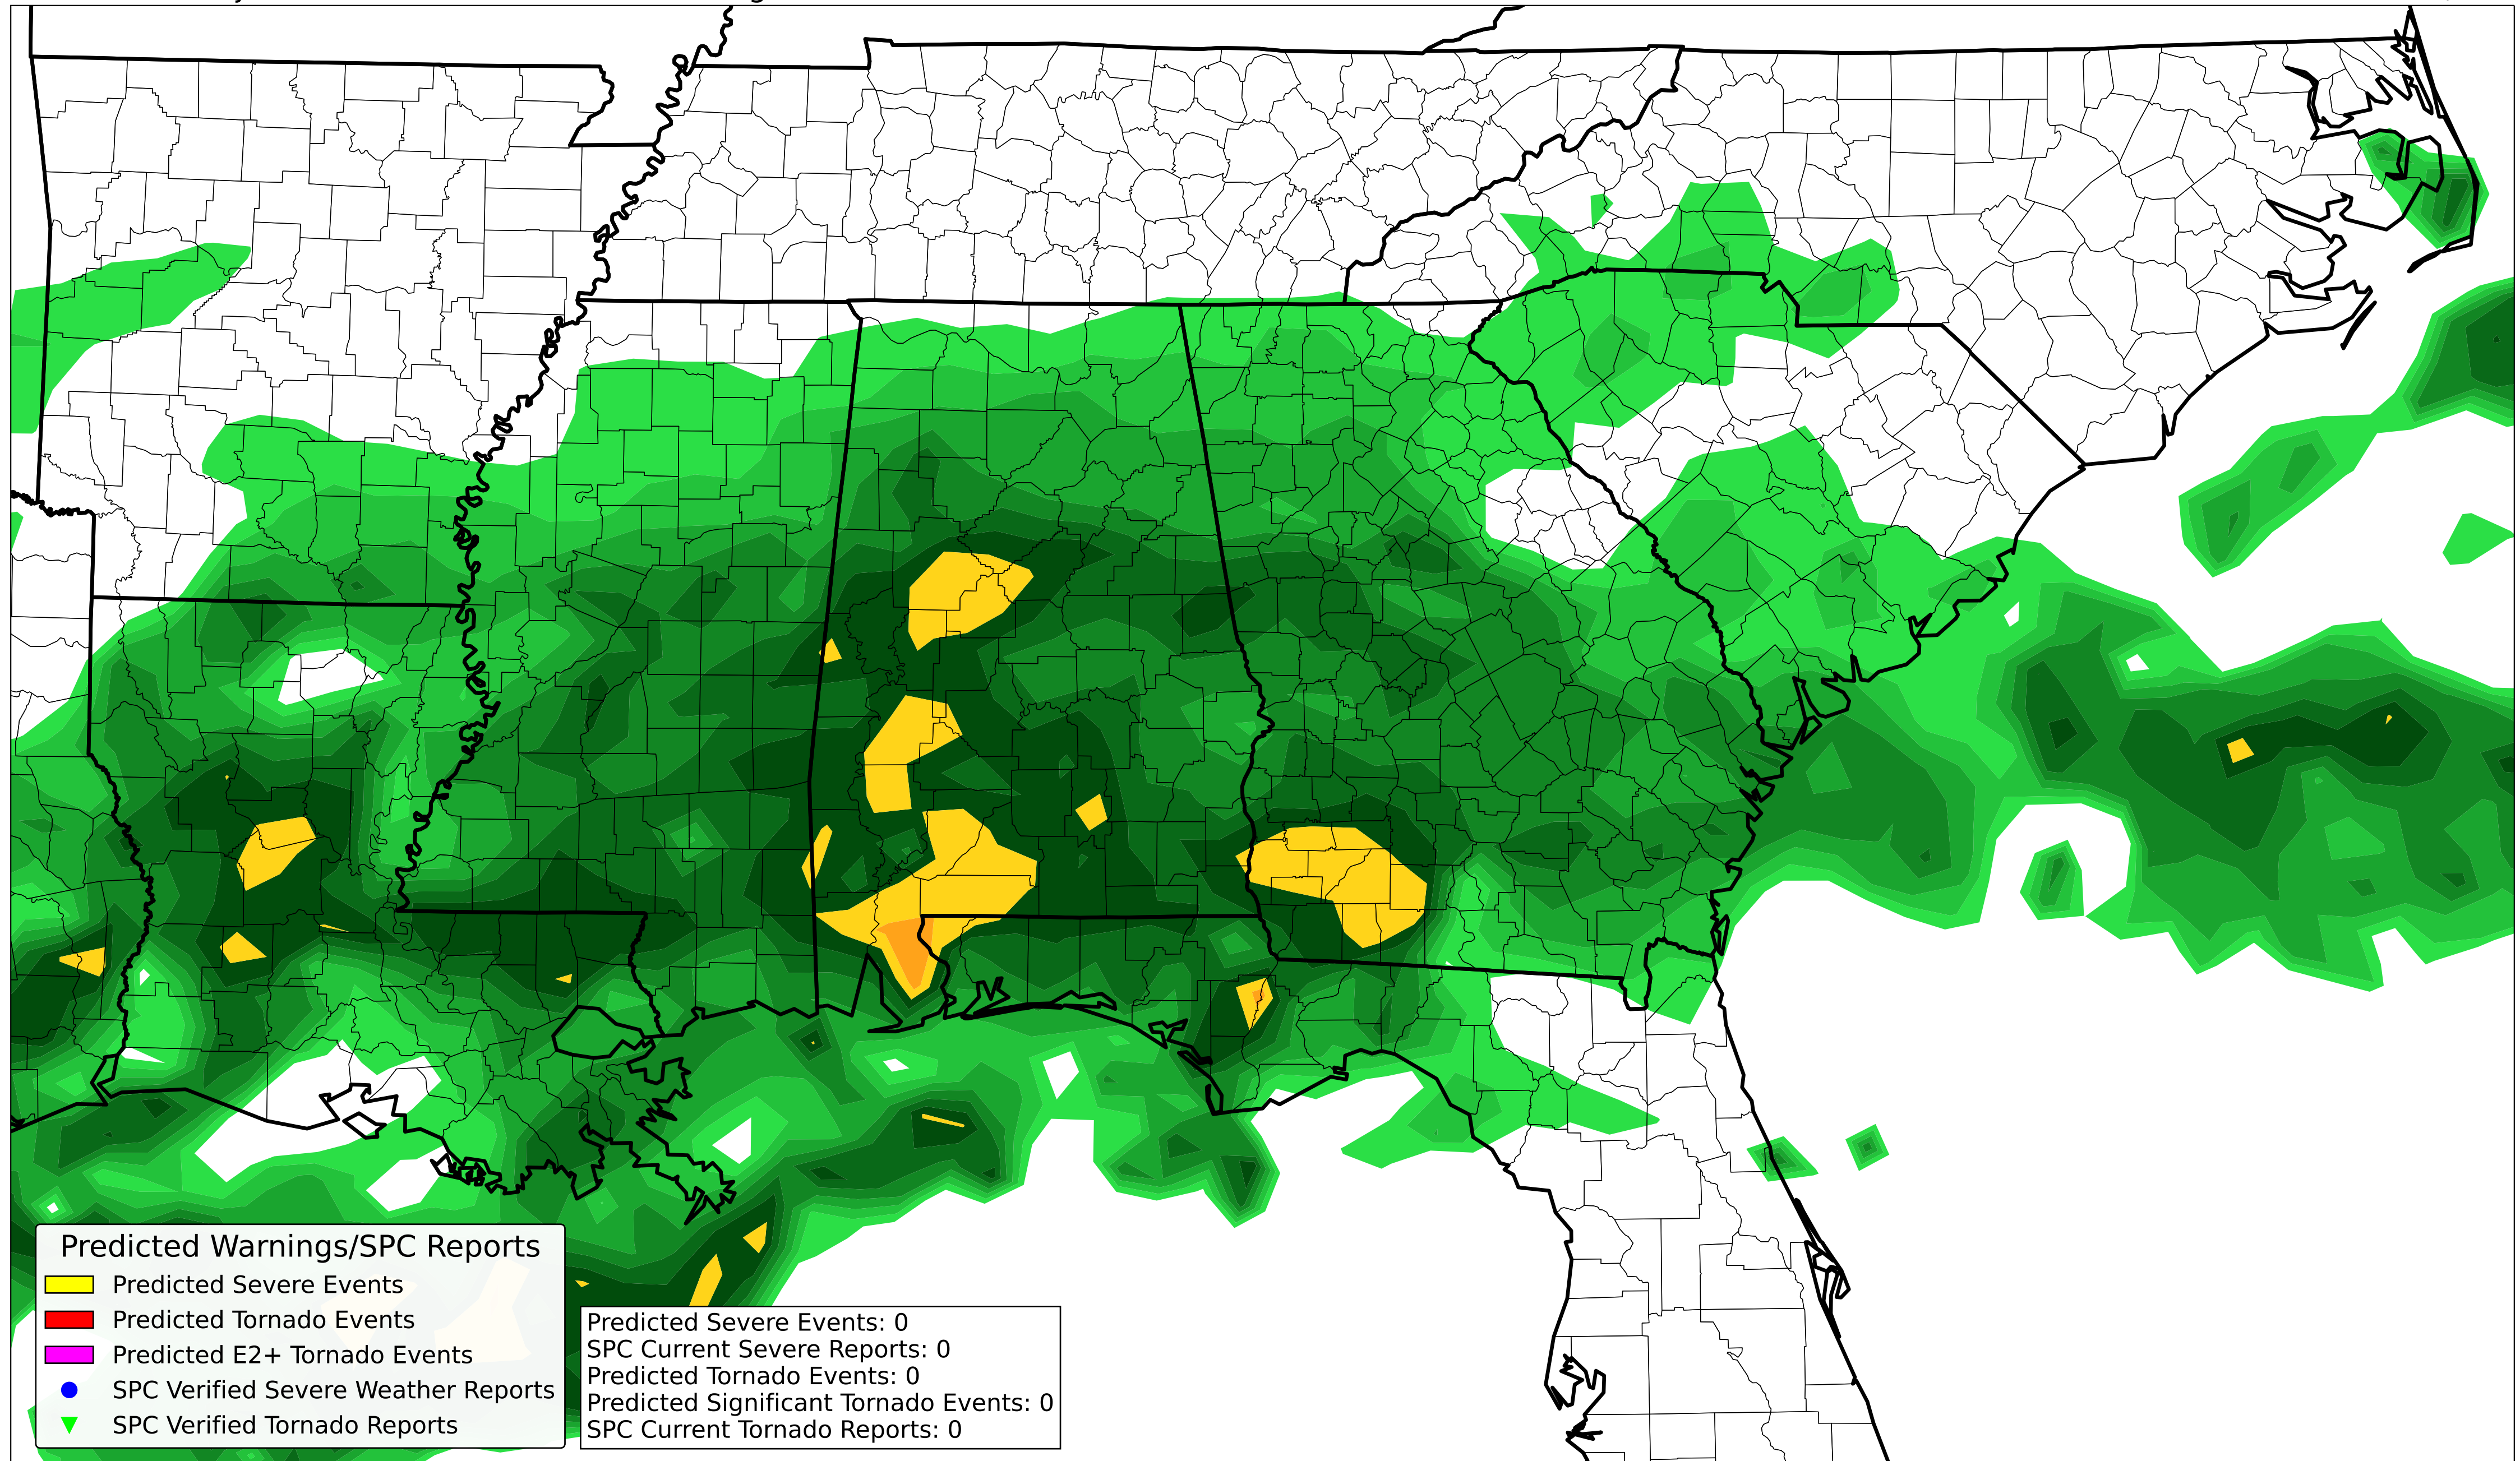 Predicted Warnings/SPC Reports
Predicted Severe Events
Predicted Tornado Events
Predicted E2+ Tornado Events
SPC Verified Severe Weather Reports
SPC Verified Tornado Reports
Predicted Severe Events: 0
SPC Current Severe Reports: 0
Predicted Tornado Events: 0
Predicted Significant Tornado Events: 0
SPC Current Tornado Reports: 0